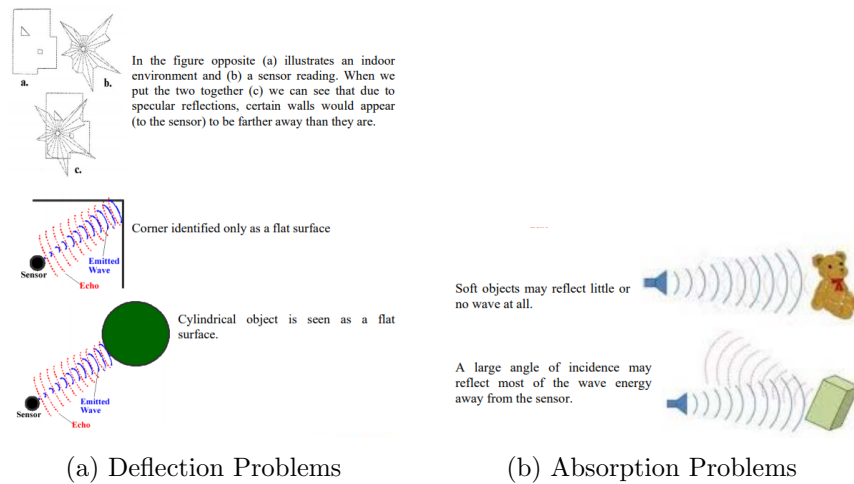 a.
b.
In the figure opposite (a) illustrates an indoor
environment and (b) a sensor reading. When we
put the two together (c) we can see that due to
specular reflections, certain walls would appear
(to the sensor) to be farther away than they are.
c.
Corner identified only as a flat surface
Emitted
Wave
Sensor
Echo
Cylindrical object is seen as a flat
surface.
Emitted
Wave
Sensor
Echo
(a) Deflection Problems
Soft objects may reflect little or
no wave at all.
A large angle of incidence may
reflect most of the wave energy
away from the sensor.
(b) Absorption Problems